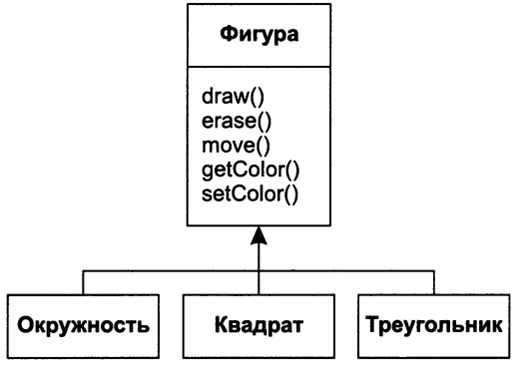 Фигура
draw()
erase()
move()
getColor()
setColor()
Окружность
Квадрат
Треугольник